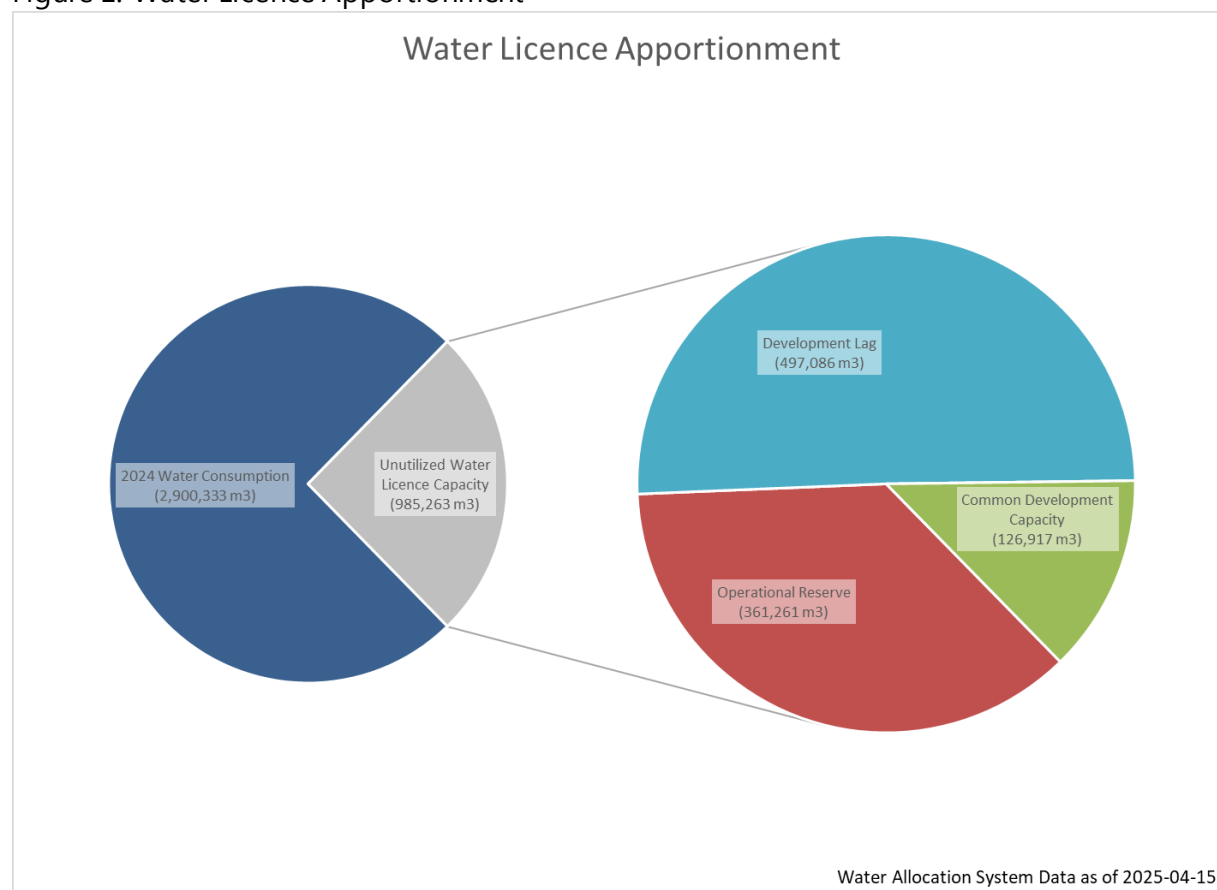 Water Licence Apportionment
Development Lag
(497,086 m3)
2024 Water Consumption
(2,900,333 m3)
Unutilized Water
Licence Capacity
(985,263 m3)
Common Development
Capacity
(126,917 m3)
Operational Reserve
(361,261 m3)
Water Allocation System Data as of 2025-04-15